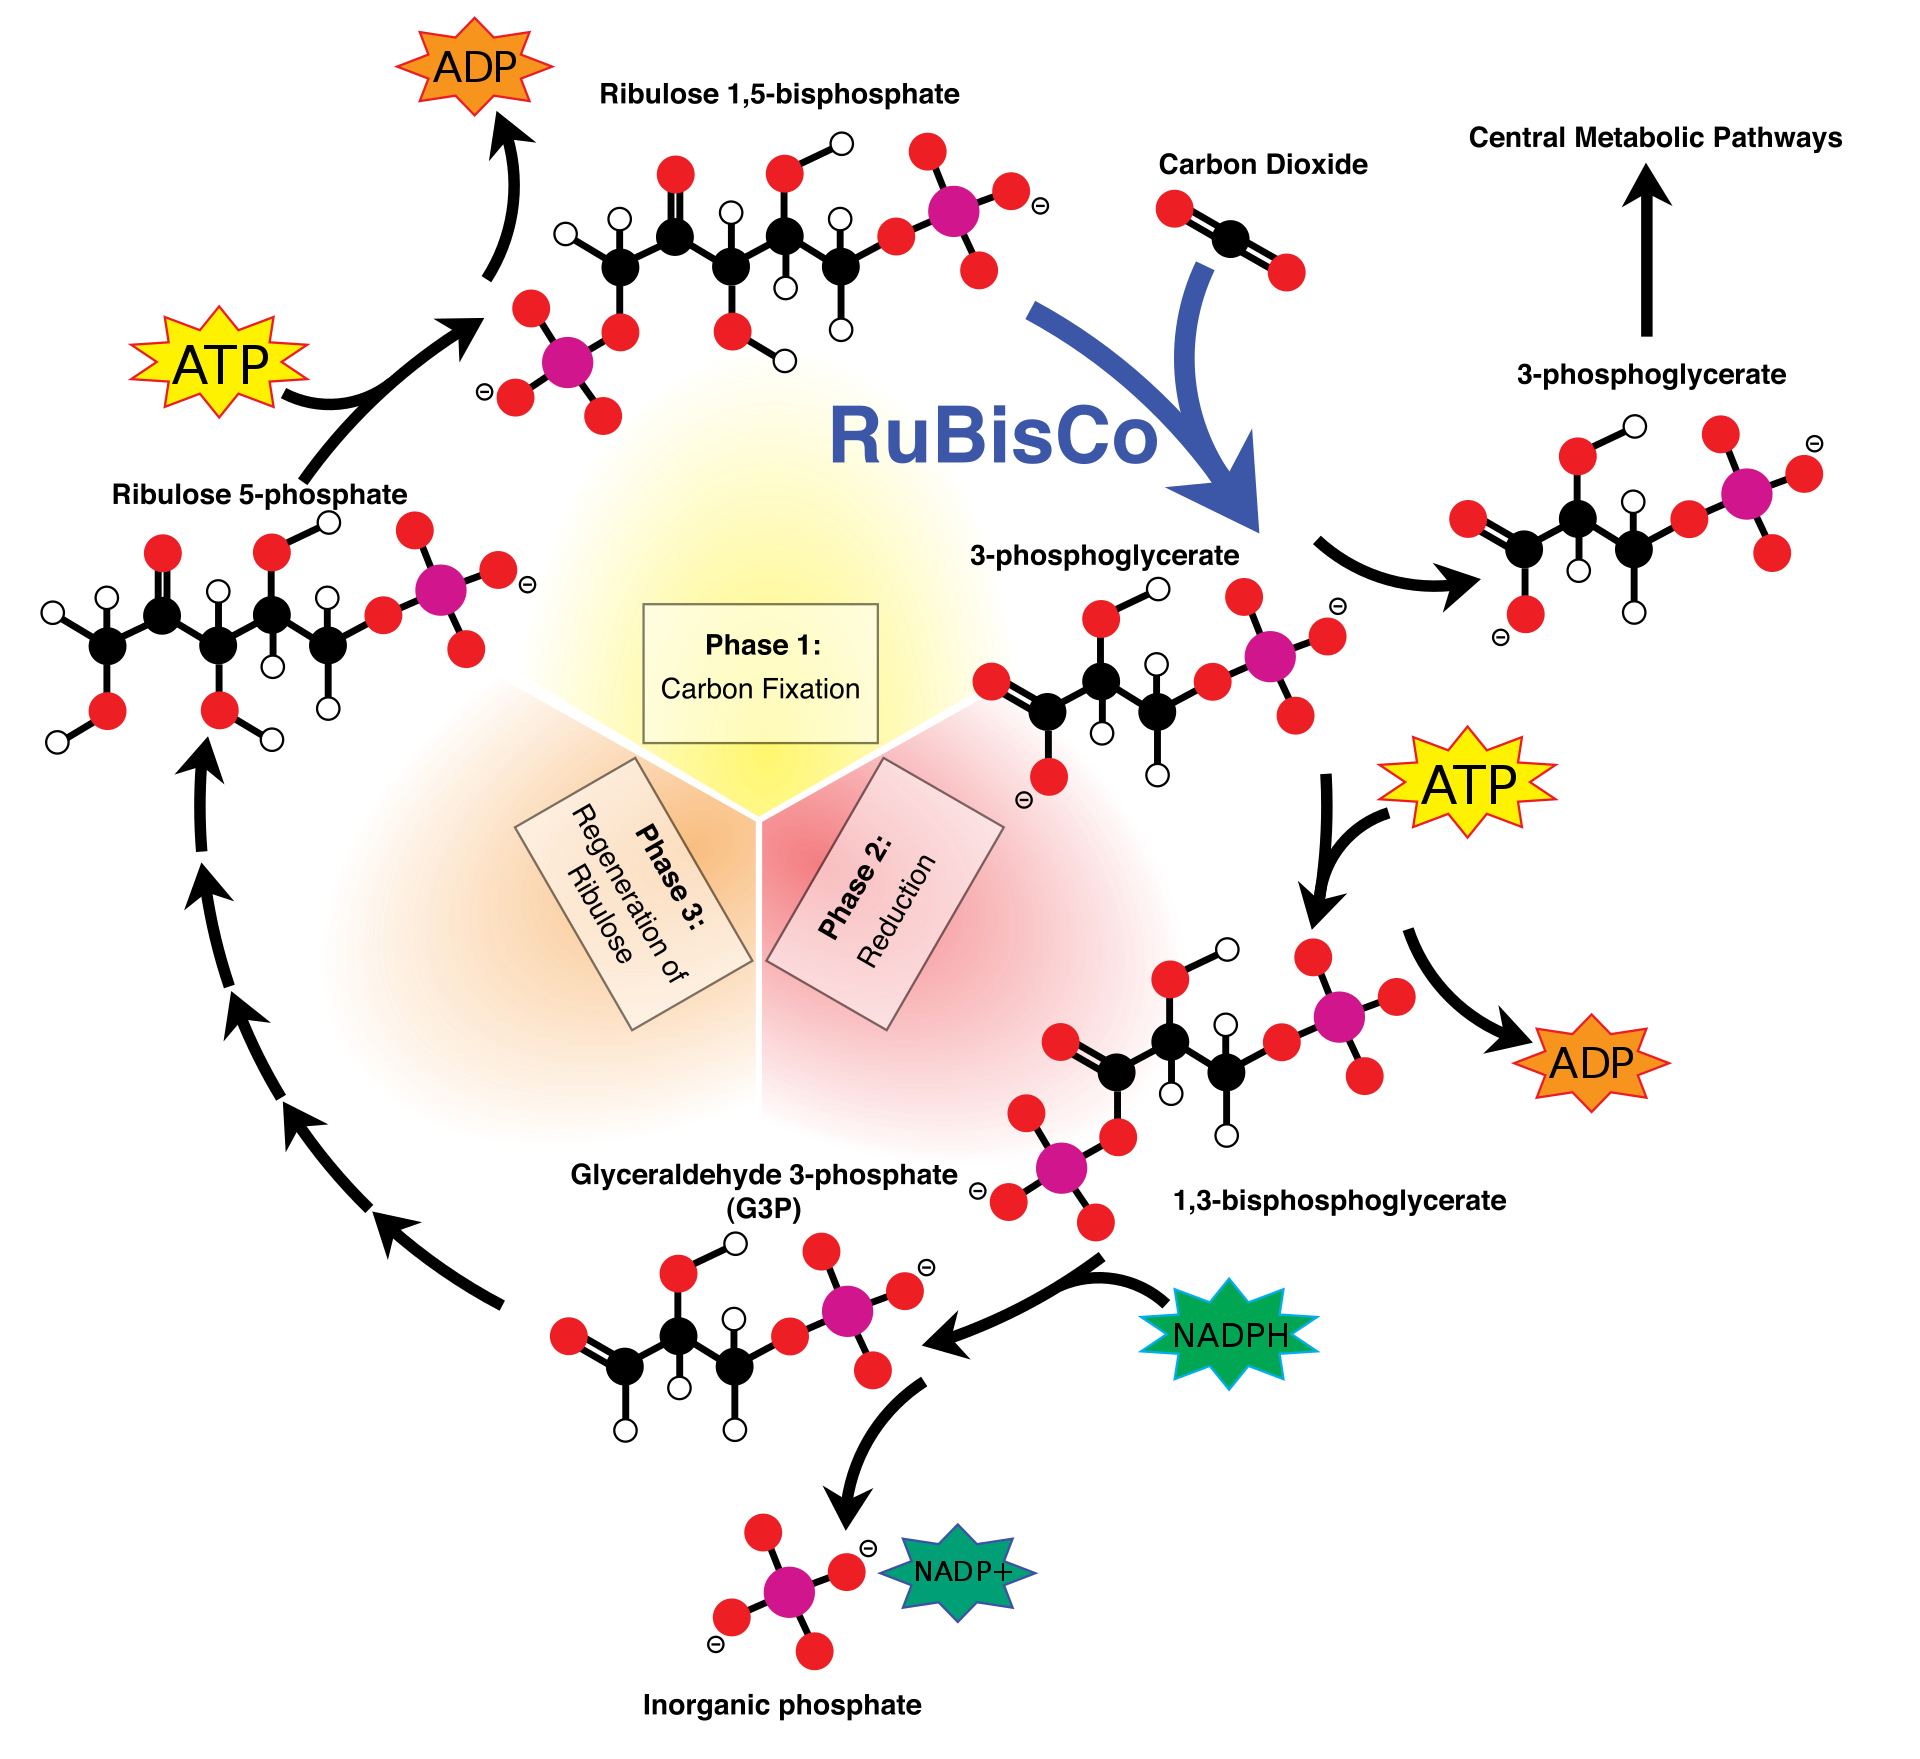 ADP
Ribulose 1,5-bisphosphate
Carbon Dioxide
Central Metabolic Pathways
ATP
3-phosphoglycerate
RuBisCo
Ribulose 5-phosphate
3-phosphoglycerate
Phase 1:
Carbon Fixation
ATP
Phase 2:
Reduction
Phase 3:
Regeneration of
Ribulose
ADP
1,3-bisphosphoglycerate
Glyceraldehyde 3-phosphate
(G3P)
NADPH
NADP+
Inorganic phosphate